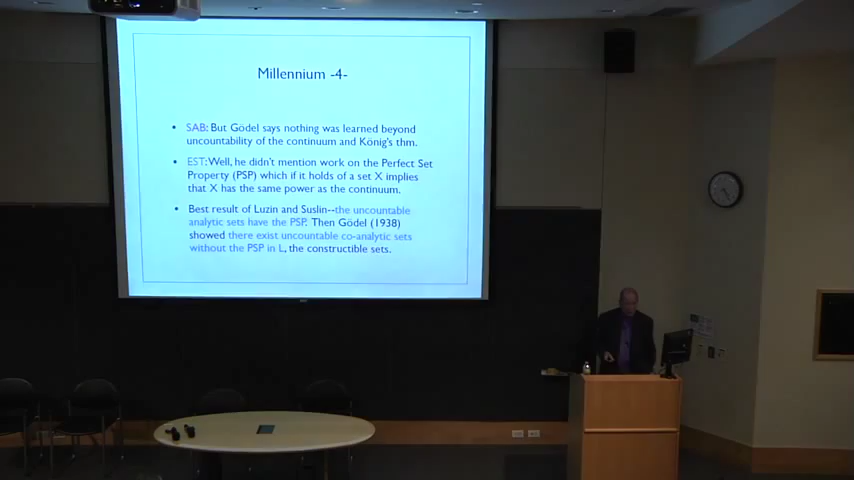 Millennium -4-
• SAB: But Gödel says nothing was learned beyond
uncountability of the continuum and König's thm.
• EST: Well, he didn't mention work on the Perfect Set
Property (PSP) which if it holds of a set X implies
that X has the same power as the continuum.
• Best result of Luzin and Suslin--the uncountable
analytic sets have the PSP. Then Gödel (1938)
showed there exist uncountable co-analytic sets
without the PSP in L, the constructible sets.